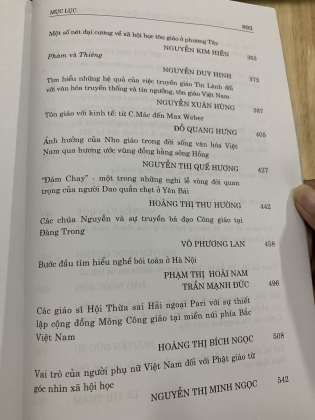 MỤC LỤC 893
Một số nét đại cương về xã hội học tôn giáo ở phương Tây
NGUYỄN KIM HIỀN 353
Phàm và Thiêng
NGUYỄN DUY HINH 372
Tìm hiểu những hệ quả của việc truyền giáo Tin Lành đối
với văn hóa truyền thống và tín ngưỡng, tôn giáo Việt Nam
NGUYỄN XUÂN HÙNG 387
Tôn giáo với kinh tế: từ C.Mác đến Max Weber
ĐỖ QUANG HƯNG 405
Ảnh hưởng của Nho giáo trong đời sống văn hóa Việt
Nam qua hương ước vùng đồng bằng sông Hồng
NGUYỄN THỊ QUẾ HƯƠNG 427
"Đàm Chay" - một trong những nghi lễ vòng đời quan
trọng của người Dao quần chẹt ở Yên Bái
HOÀNG THỊ THU HƯỜNG 442
Các chúa Nguyễn và sự truyền bá đạo Công giáo tại
Đàng Trong
VÕ PHƯƠNG LAN 458
Bước đầu tìm hiểu nghề bói toán ở Hà Nội
PHẠM THỊ HOÀI NAM
TRẦN MẠNH ĐỨC 496
Các giáo sĩ Hội Thừa sai Hải ngoại Pari với sự thiết
lập cộng đồng Mông Công giáo tại miền núi phía Bắc
Việt Nam
HOÀNG THỊ BÍCH NGỌC 508
Vai trò của người phụ nữ Việt Nam đối với Phật giáo từ
góc nhìn xã hội học
NGUYỄN THỊ MINH NGỌC 542